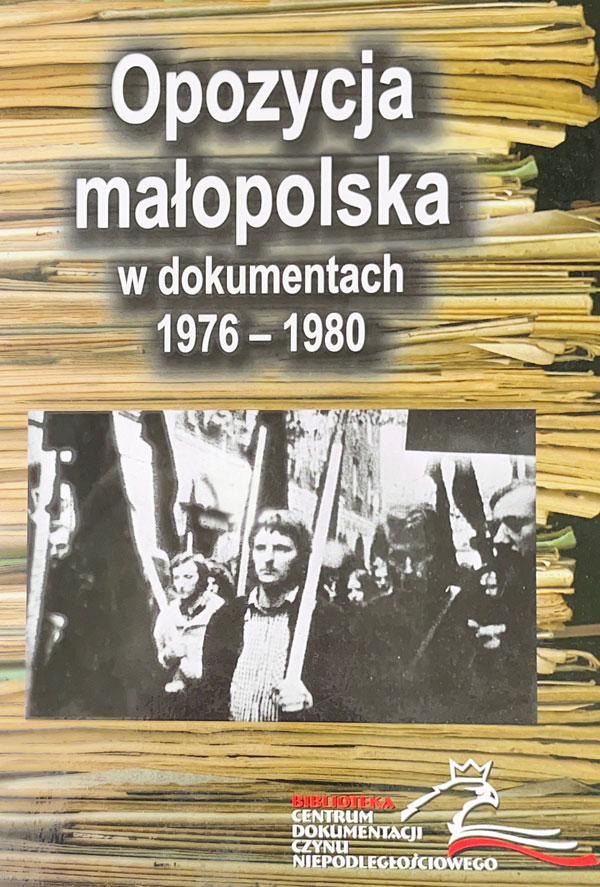 Opozycja
małopolska
w dokumentach
1976 – 1980
BIBLIOTEKA
CENTRUM
DOKUMENTACJI
CZYNU
NIEPODLEGŁOŚCIOWEGO